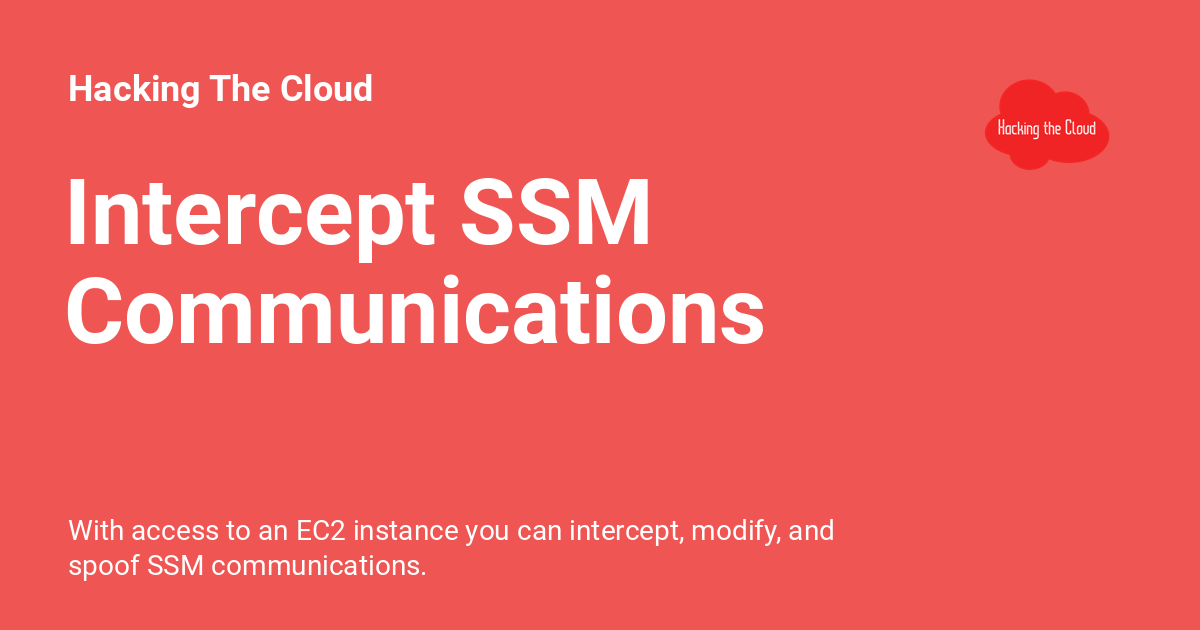 Hacking The Cloud
Hacking the Cloud
Intercept SSM
Communications
With access to an EC2 instance you can intercept, modify, and
spoof SSM communications.